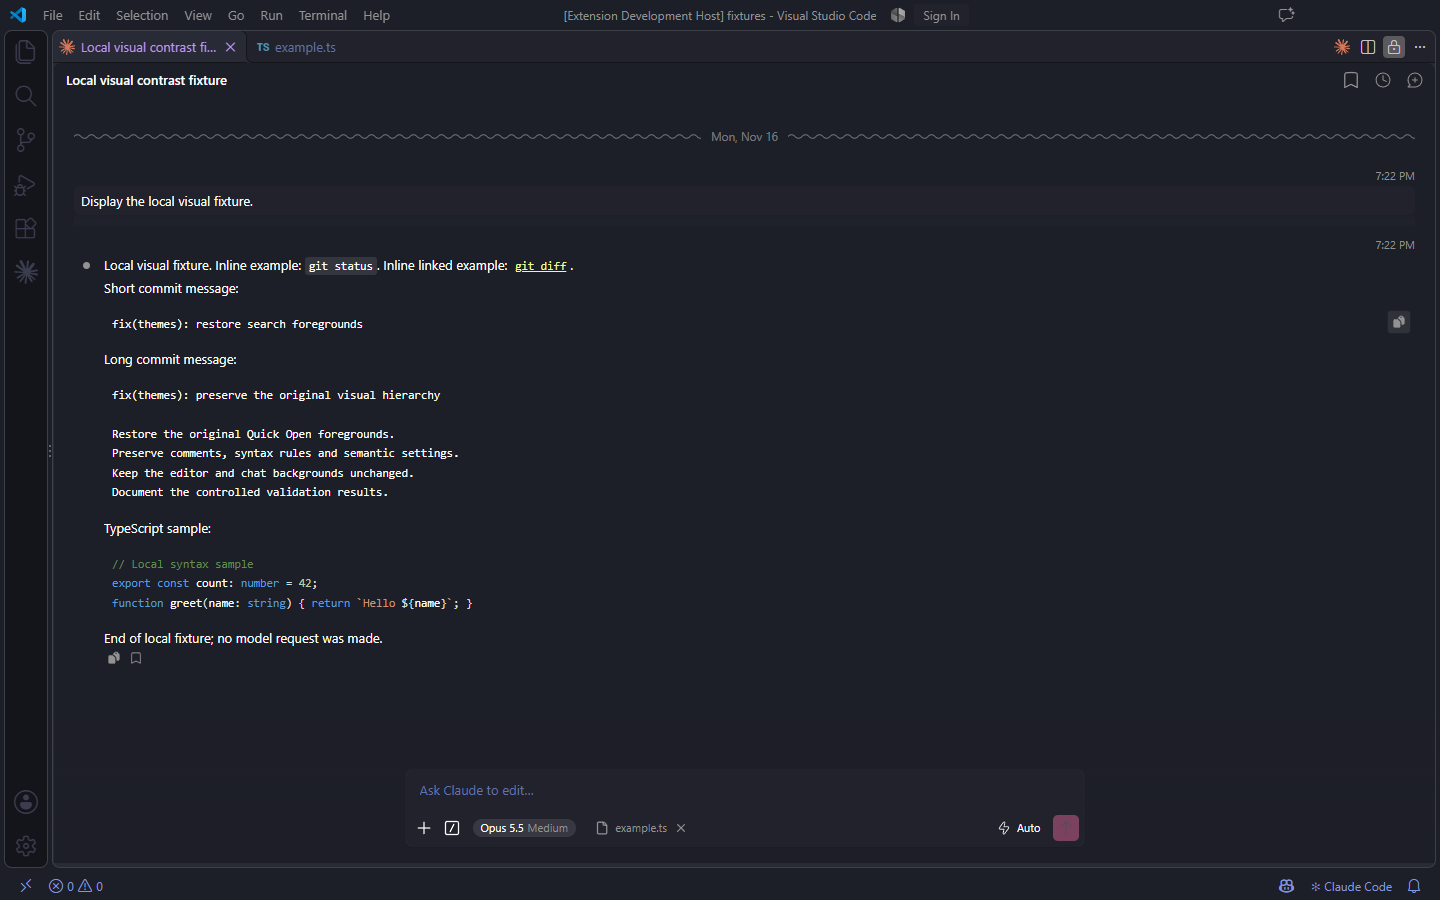 File Edit Selection View Go Run Terminal Help [Extension Development Host] fixtures - Visual Studio Code Sign In
Local visual contrast fi... TS example.ts
Local visual contrast fixture
Mon, Nov 16
7:22 PM
Display the local visual fixture.
7:22 PM
Local visual fixture. Inline example: git status. Inline linked example: git diff.
Short commit message:
fix(themes): restore search foregrounds
Long commit message:
fix(themes): preserve the original visual hierarchy
Restore the original Quick Open foregrounds.
Preserve comments, syntax rules and semantic settings.
Keep the editor and chat backgrounds unchanged.
Document the controlled validation results.
TypeScript sample:
// Local syntax sample
export const count: number = 42;
function greet(name: string) { return `Hello ${name}`; }
End of local fixture; no model request was made.
Ask Claude to edit...
Opus 5.5 Medium example.ts Auto
0 0 Claude Code